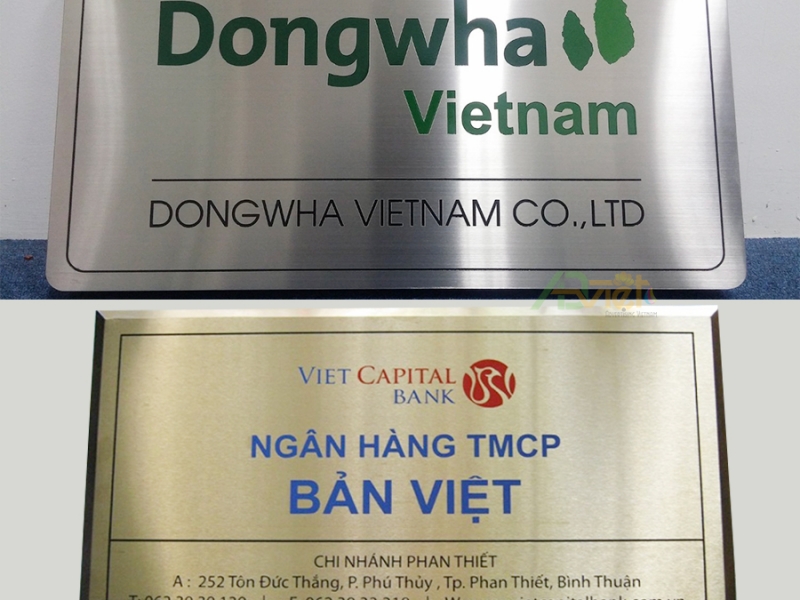 Dongwha
Vietnam
DONGWHA VIETNAM CO.,LTD
VIET CAPITAL
BANK
NGÂN HÀNG TMCP
BẢN VIỆT
CHI NHÁNH PHAN THIẾT
A : 252 Tôn Đức Thắng, P. Phú Thủy , Tp. Phan Thiết, Bình Thuận